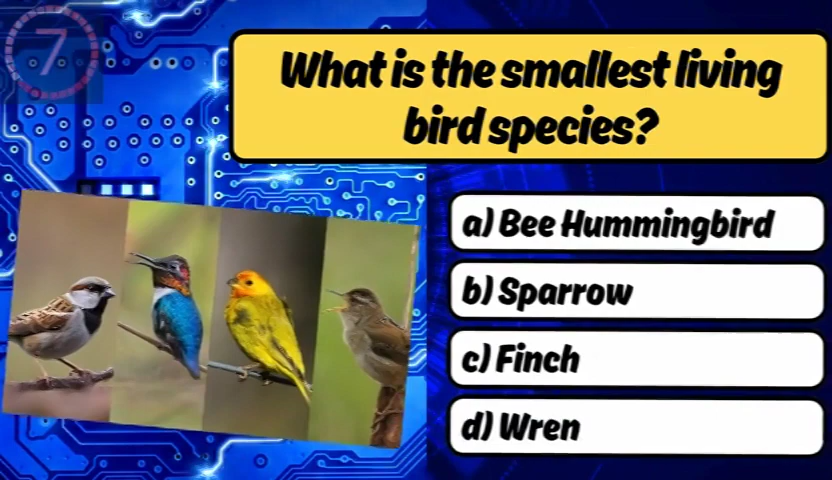 7
What is the smallest living
bird species?
a) Bee Hummingbird
b) Sparrow
c) Finch
d) Wren